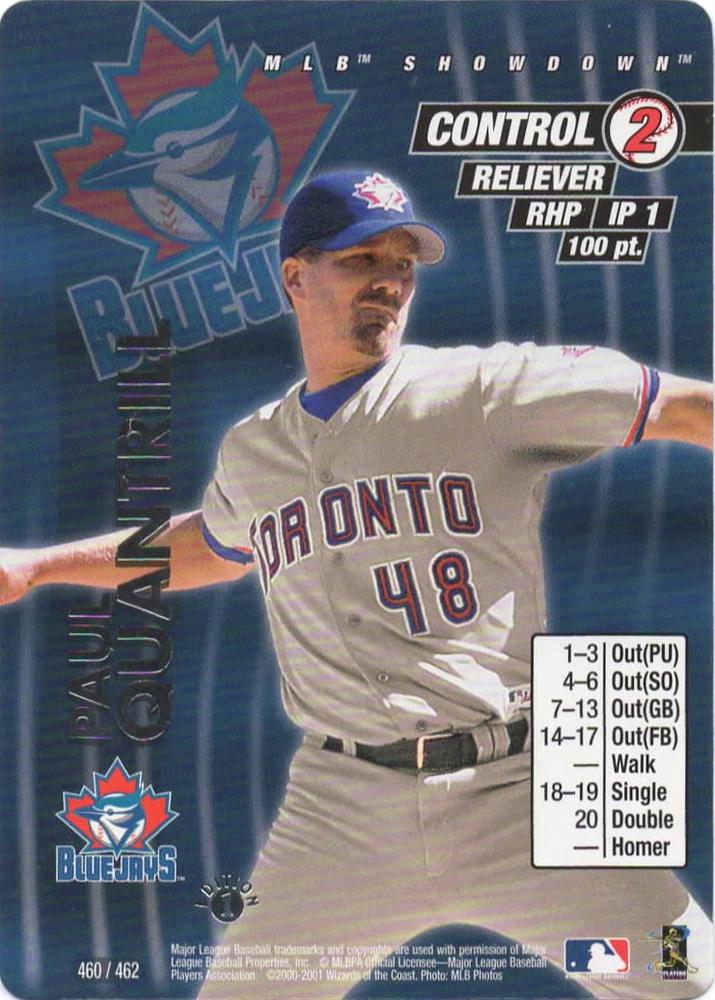 MLB™ SHOWDOWN™
CONTROL 2
RELIEVER
RHP IP 1
100 pt.
BLUEJ
PAUL
QUANTRILL
TORONTO
48
1–3 Out(PU)
4–6 Out(SO)
7–13 Out(GB)
14–17 Out(FB)
— Walk
18–19 Single
20 Double
— Homer
BLUEJAYS™
EDITION
1
460 / 462
Major League Baseball trademarks and copyrights are used with permission of Major
League Baseball Properties, Inc. © MLBPA Official Licensee—Major League Baseball
Players Association ©2000-2001 Wizards of the Coast. Photo: MLB Photos